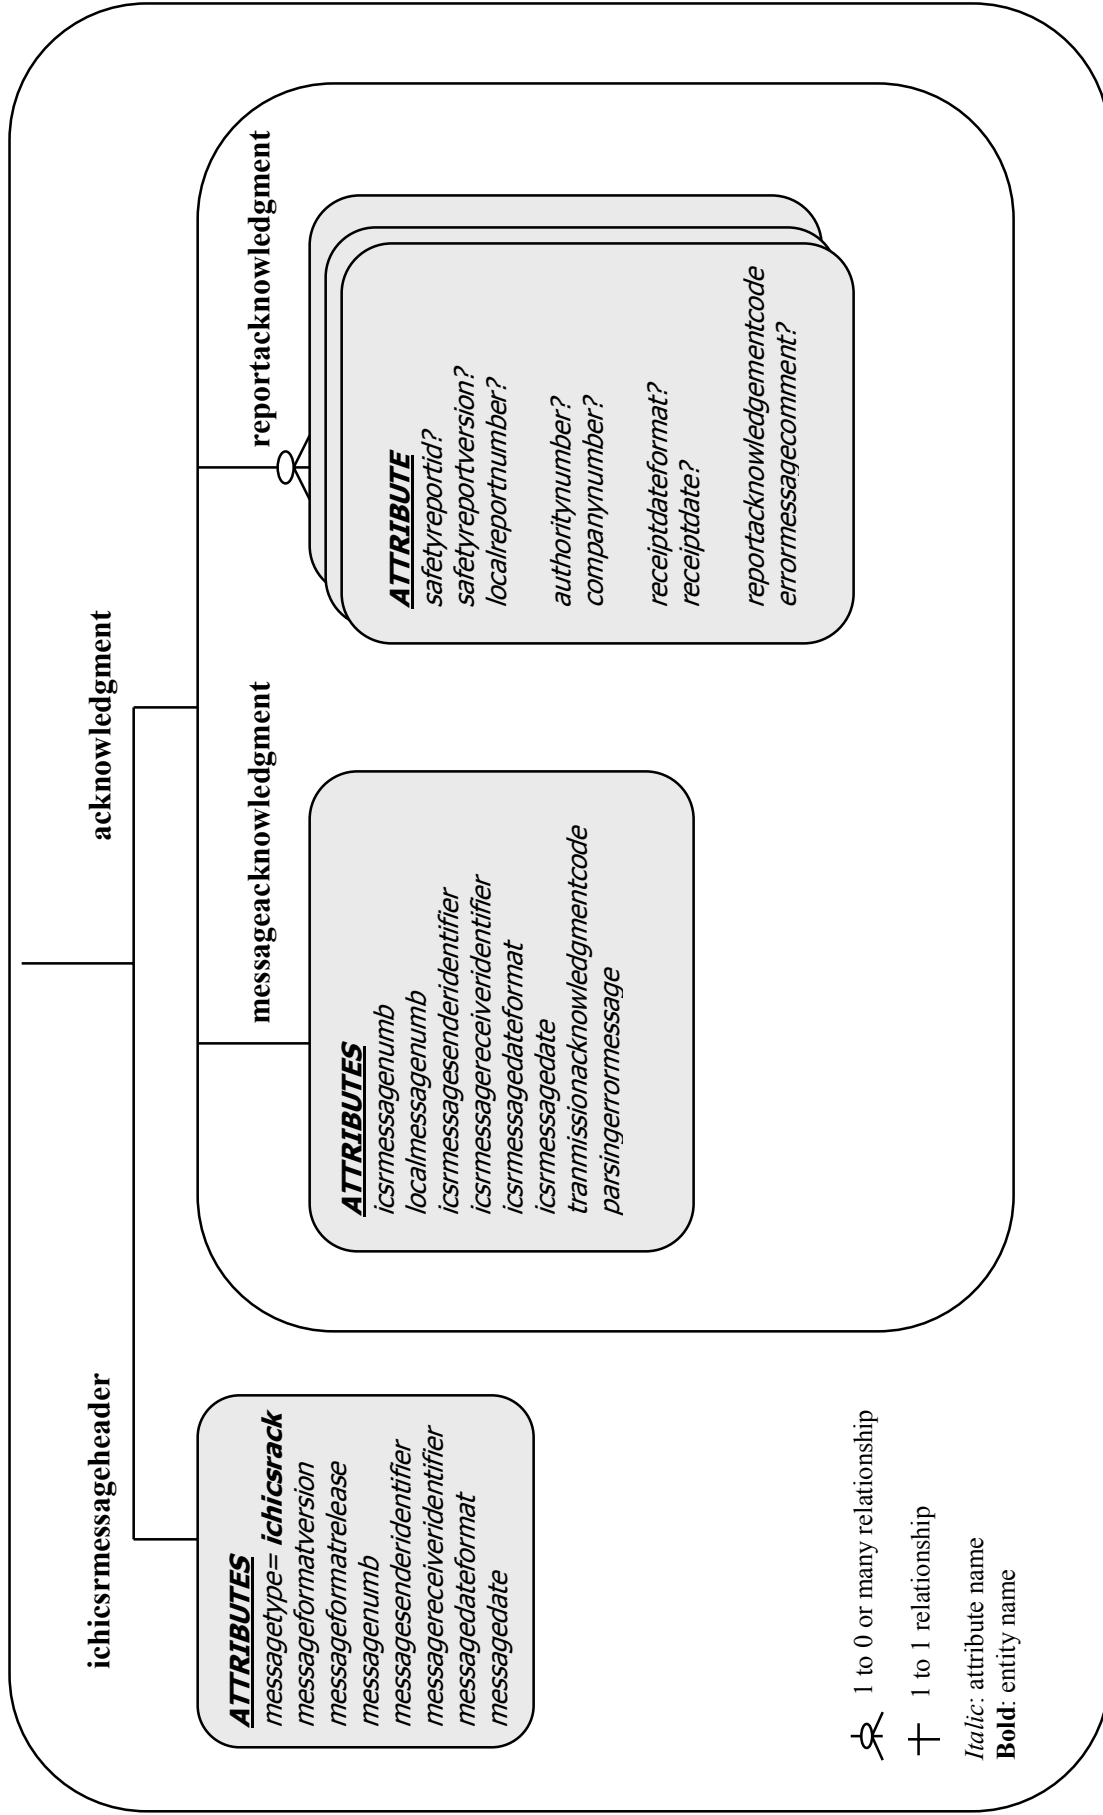 ichicsrmessageheader
acknowledgment
ATTRIBUTES
messagetype= ichicsrack
messageformatversion
messageformatrelease
messagenumb
messagesenderidentifier
messagereceiveridentifier
messagedateformat
messagedate
messageacknowledgment
ATTRIBUTES
icsrmessagenumb
localmessagenumb
icsrmessagesenderidentifier
icsrmessagereceiveridentifier
icsrmessagedateformat
icsrmessagedate
tranmissionacknowledgmentcode
parsingerrormessage
reportacknowledgment
ATTRIBUTE
safetyreportid?
safetyreportversion?
localreportnumber?
authoritynumber?
companynumber?
receiptdateformat?
receiptdate?
reportacknowledgementcode
errormessagecomment?
1 to 0 or many relationship
1 to 1 relationship
Italic: attribute name
Bold: entity name